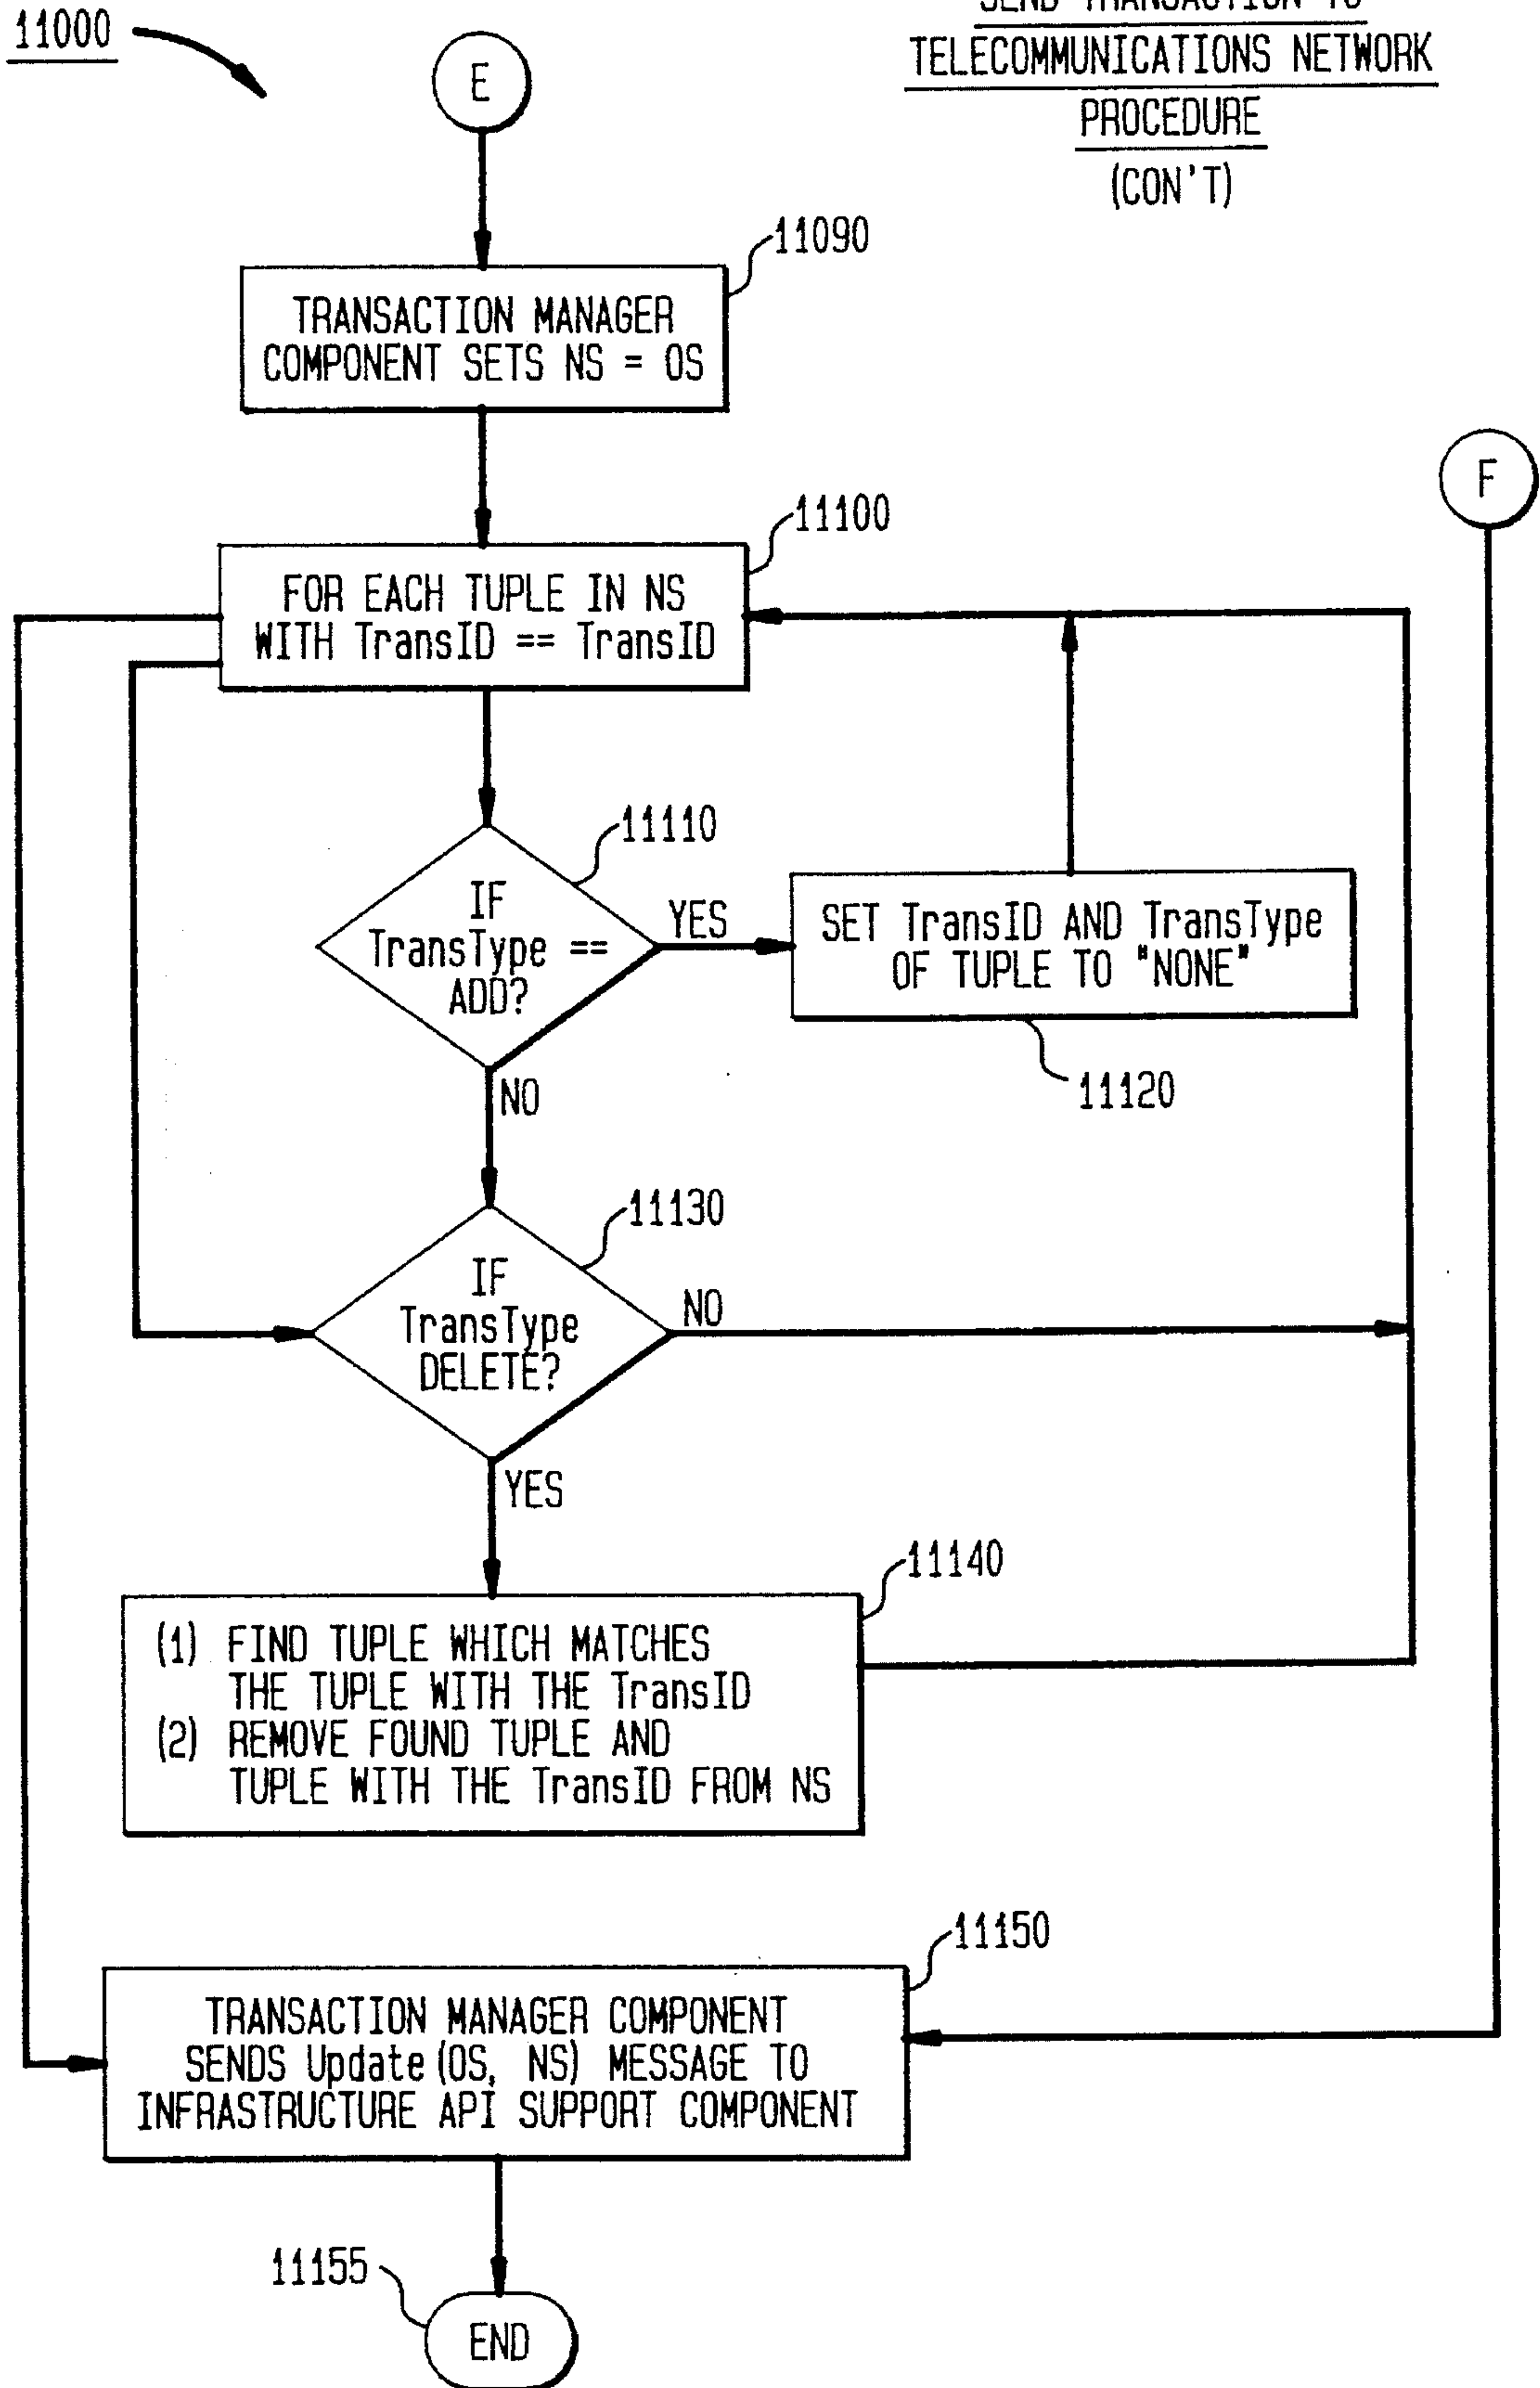 11000
SEND TRANSACTION TO
TELECOMMUNICATIONS NETWORK
PROCEDURE
(CON'T)
E
11090
TRANSACTION MANAGER
COMPONENT SETS NS = OS
F
11100
FOR EACH TUPLE IN NS
WITH TransID == TransID
11110
IF
TransType ==
ADD?
YES
SET TransID AND TransType
OF TUPLE TO "NONE"
11120
NO
11130
IF
TransType
DELETE?
NO
YES
11140
(1) FIND TUPLE WHICH MATCHES
THE TUPLE WITH THE TransID
(2) REMOVE FOUND TUPLE AND
TUPLE WITH THE TransID FROM NS
11150
TRANSACTION MANAGER COMPONENT
SENDS Update (OS, NS) MESSAGE TO
INFRASTRUCTURE API SUPPORT COMPONENT
11155
END